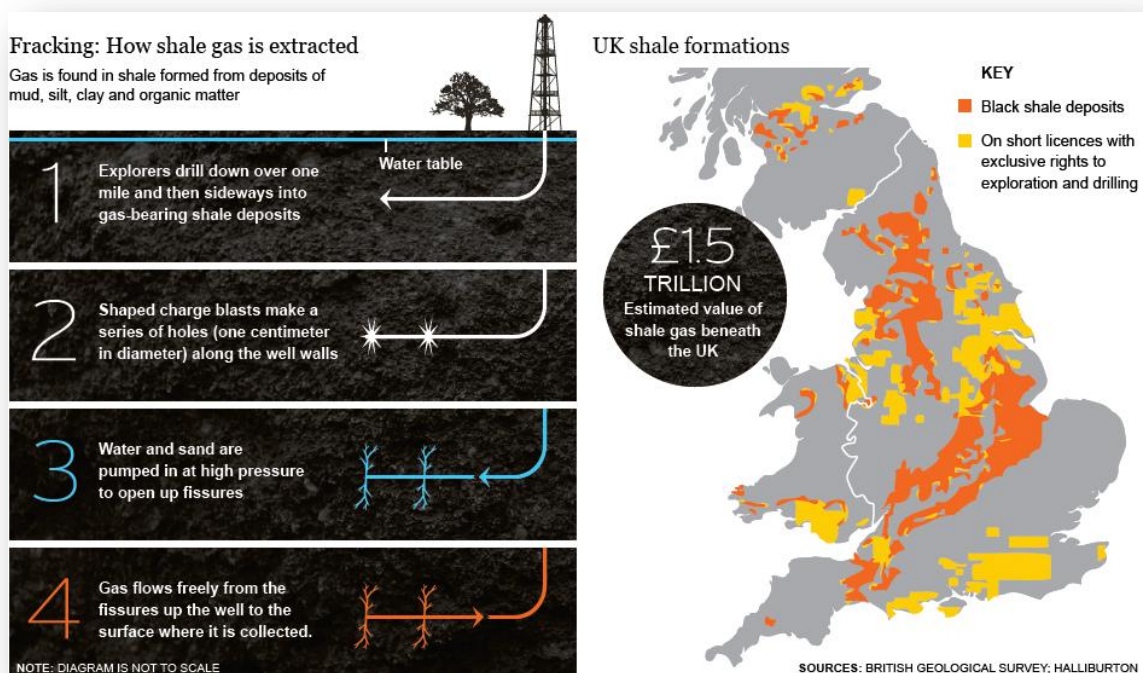 Fracking: How shale gas is extracted
Gas is found in shale formed from deposits of
mud, silt, clay and organic matter
Water table
1
Explorers drill down over one
mile and then sideways into
gas-bearing shale deposits
2
Shaped charge blasts make a
series of holes (one centimeter
in diameter) along the well walls
3
Water and sand are
pumped in at high pressure
to open up fissures
4
Gas flows freely from the
fissures up the well to the
surface where it is collected.
NOTE: DIAGRAM IS NOT TO SCALE
UK shale formations
KEY
Black shale deposits
On short licences with
exclusive rights to
exploration and drilling
£1.5
TRILLION
Estimated value of
shale gas beneath
the UK
SOURCES: BRITISH GEOLOGICAL SURVEY; HALLIBURTON